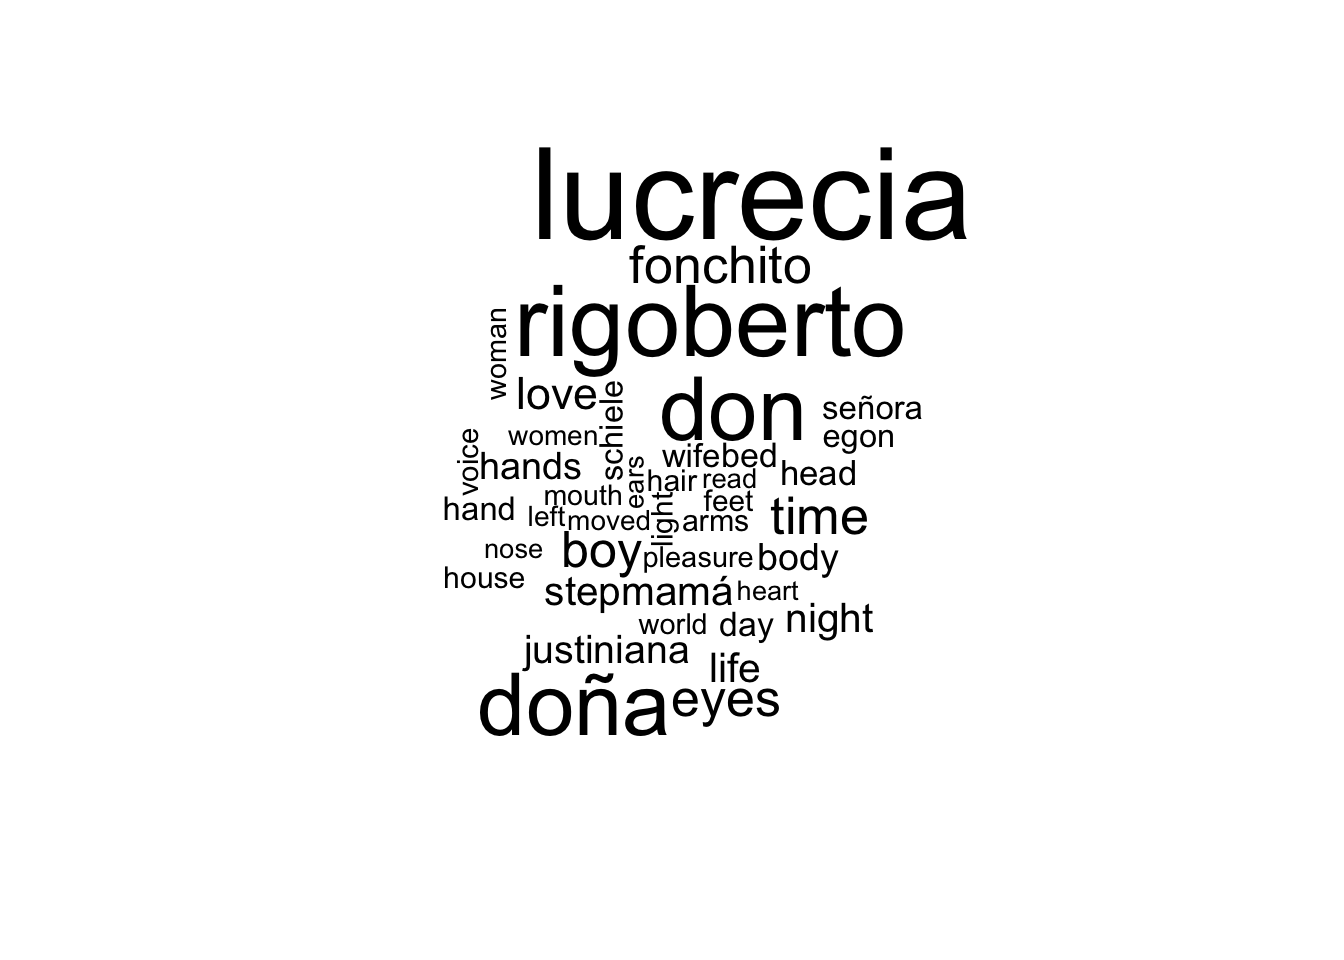 lucrecia
fonchito
rigoberto
woman
love
schiele
don
señora
egon
women
voice
hands
wife
bed
head
ears
hair
read
mouth
feet
hand
left
moved
light
arms
time
nose
boy
pleasure
body
house
stepmamá
heart
world
day
night
justiniana
life
doña
eyes